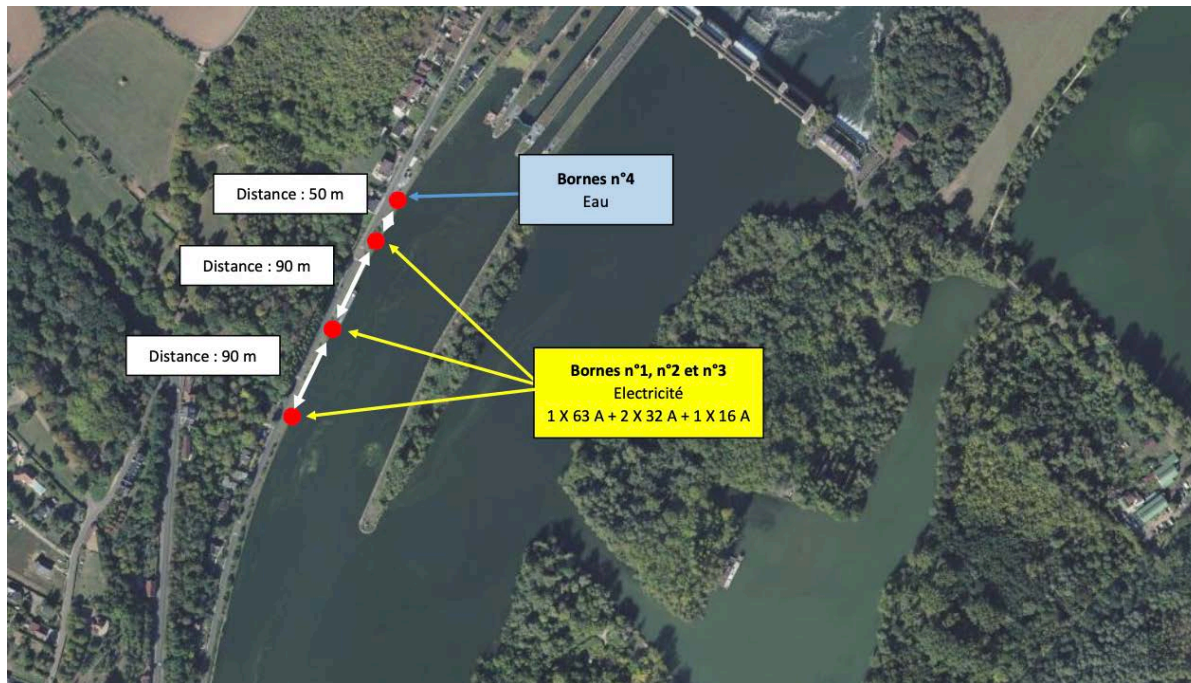 Distance : 50 m
Bornes n°4
Eau
Distance : 90 m
Distance : 90 m
Bornes n°1, n°2 et n°3
Electricité
1 X 63 A + 2 X 32 A + 1 X 16 A